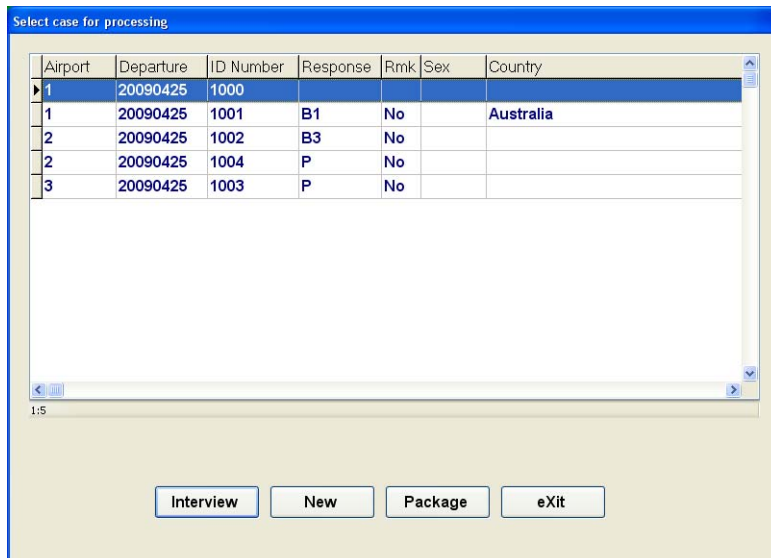 Select case for processing
Airport Departure ID Number Response Rmk Sex Country
1 20090425 1000
1 20090425 1001 B1 No Australia
2 20090425 1002 B3 No
2 20090425 1004 P No
3 20090425 1003 P No
1:5
Interview New Package eXit